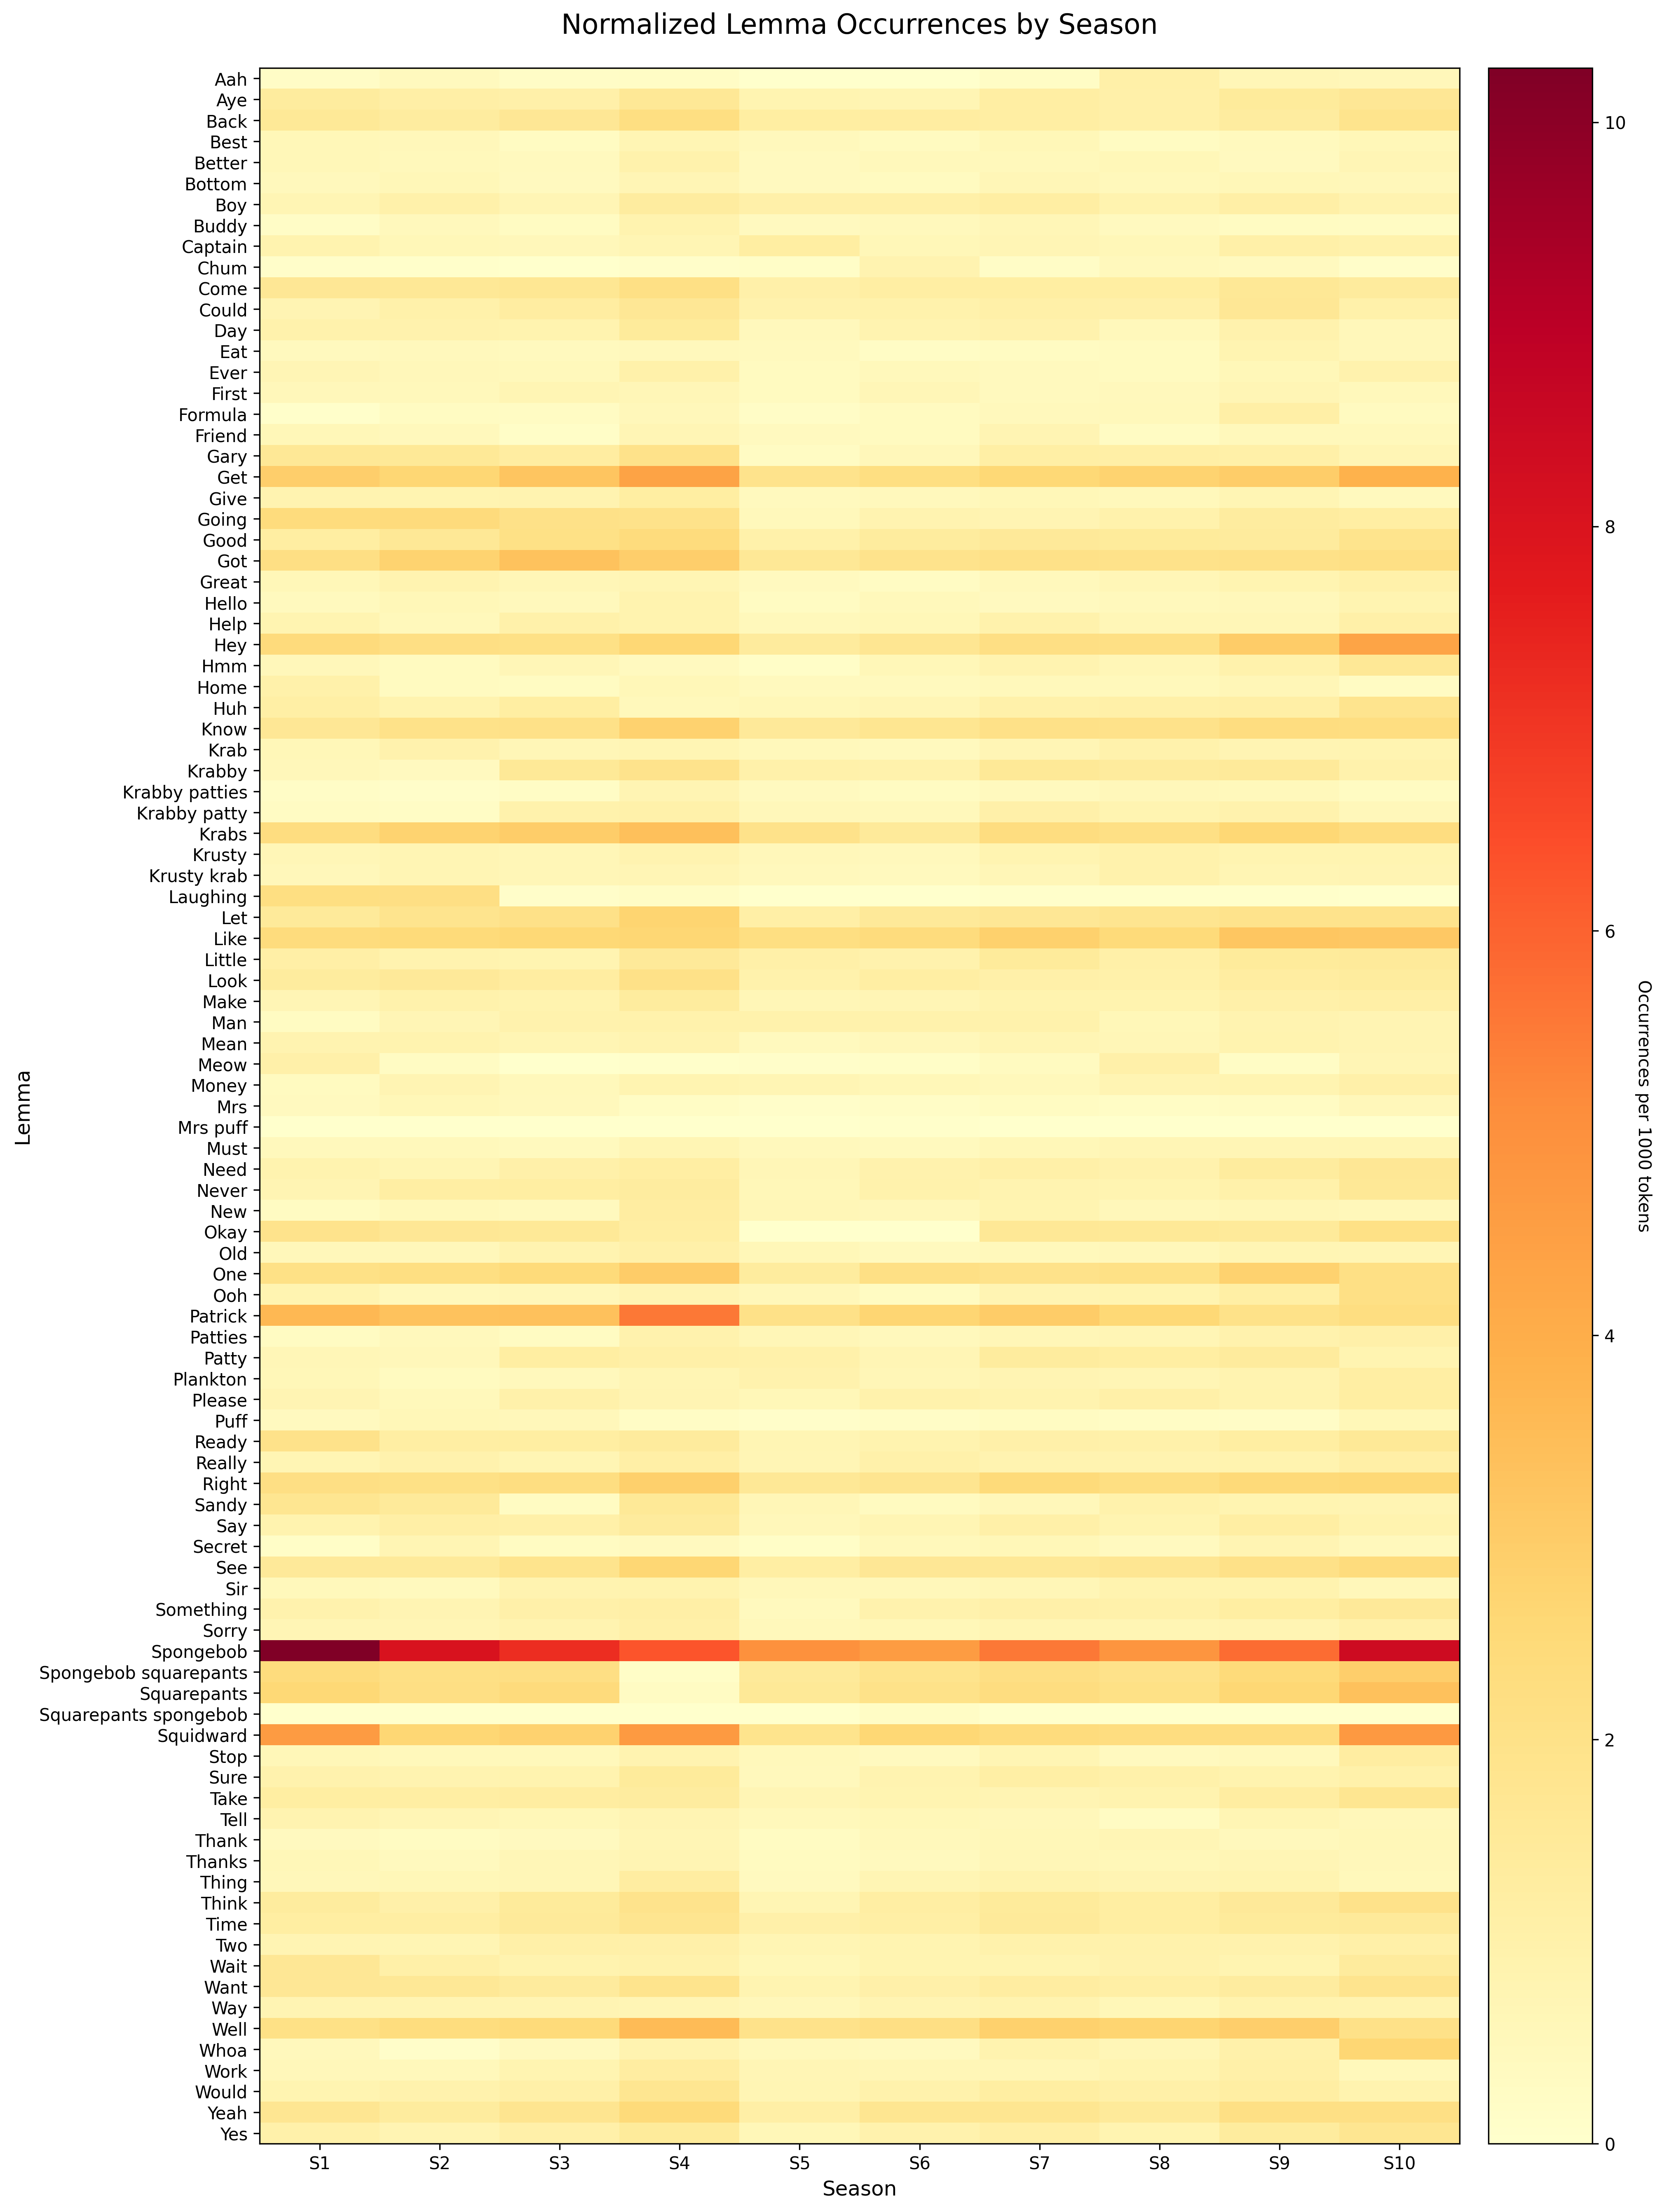 Normalized Lemma Occurrences by Season
Lemma
Aah
Aye
Back
Best
Better
Bottom
Boy
Buddy
Captain
Chum
Come
Could
Day
Eat
Ever
First
Formula
Friend
Gary
Get
Give
Going
Good
Got
Great
Hello
Help
Hey
Hmm
Home
Huh
Know
Krab
Krabby
Krabby patties
Krabby patty
Krabs
Krusty
Krusty krab
Laughing
Let
Like
Little
Look
Make
Man
Mean
Meow
Money
Mrs
Mrs puff
Must
Need
Never
New
Okay
Old
One
Ooh
Patrick
Patties
Patty
Plankton
Please
Puff
Ready
Really
Right
Sandy
Say
Secret
See
Sir
Something
Sorry
Spongebob
Spongebob squarepants
Squarepants
Squarepants spongebob
Squidward
Stop
Sure
Take
Tell
Thank
Thanks
Thing
Think
Time
Two
Wait
Want
Way
Well
Whoa
Work
Would
Yeah
Yes
S1 S2 S3 S4 S5 S6 S7 S8 S9 S10
Season
10
8
6
4
2
0
Occurrences per 1000 tokens